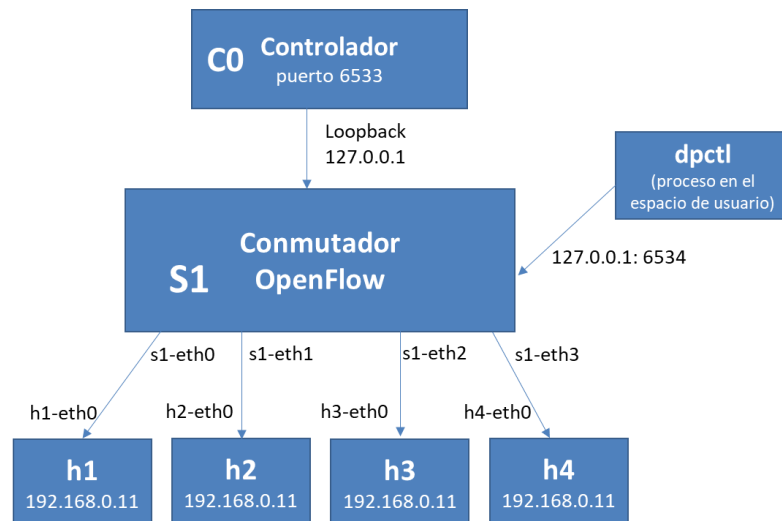 C0 Controlador
puerto 6533
Loopback
127.0.0.1
dpctl
(proceso en el
espacio de usuario)
Conmutador
S1 OpenFlow
127.0.0.1: 6534
s1-eth0
s1-eth1
s1-eth2
s1-eth3
h1-eth0
h2-eth0
h3-eth0
h4-eth0
h1
192.168.0.11
h2
192.168.0.11
h3
192.168.0.11
h4
192.168.0.11